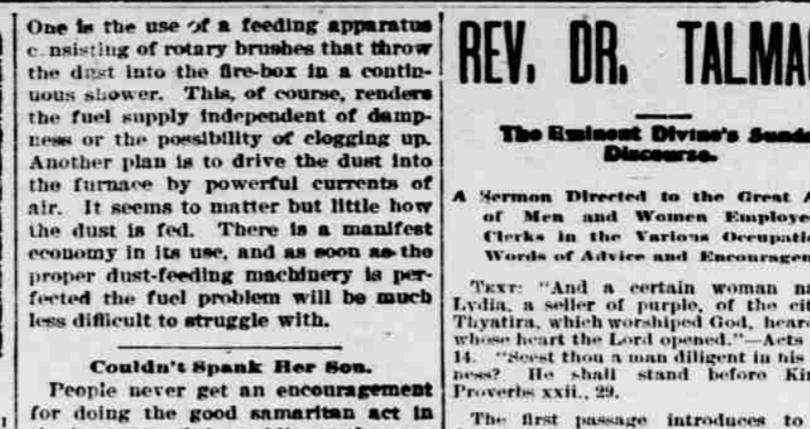 One is the use of a feeding apparatus
c nsisting of rotary brushes that throw
the dust into the fire-box in a contin-
uous shower. This, of course, renders
the fuel supply independent of damp-
ness or the possibility of clogging up.
Another plan is to drive the dust into
the furnace by powerful currents of
air. It seems to matter but little how
the dust is fed. There is a manifest
economy in its use, and as soon as the
proper dust-feeding machinery is per-
fected the fuel problem will be much
less difficult to struggle with.
Couldn't Spank Her Son.
People never get an encouragement
for doing the good samaritan act in
REV. DR. TALMA
The Eminent Divine's Sunda
Discourse.
A Sermon Directed to the Great A
of Men and Women Employe
Clerks in the Various Occupati
Words of Advice and Encouragen
TEXT: "And a certain woman na
Lydia, a seller of purple, of the cit
Thyatira, which worshiped God, hear
whose heart the Lord opened."—Acts
14. "Seest thou a man diligent in his
ness? He shall stand before Kin
Proverbs xxii., 29.
The first passage introduces to